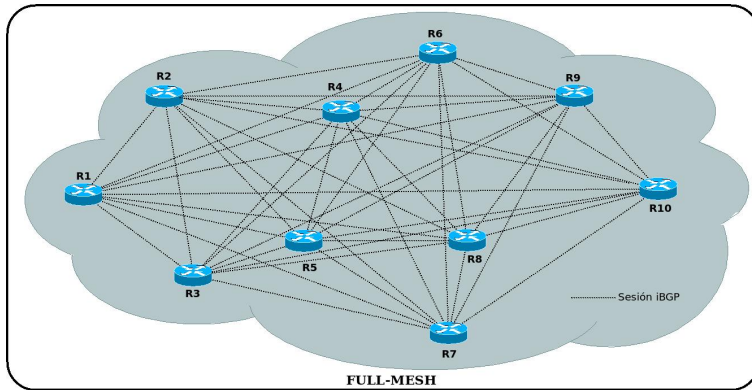 R6
R2
R4
R9
R1
R10
R5
R8
R3
Sesión iBGP
R7
FULL-MESH